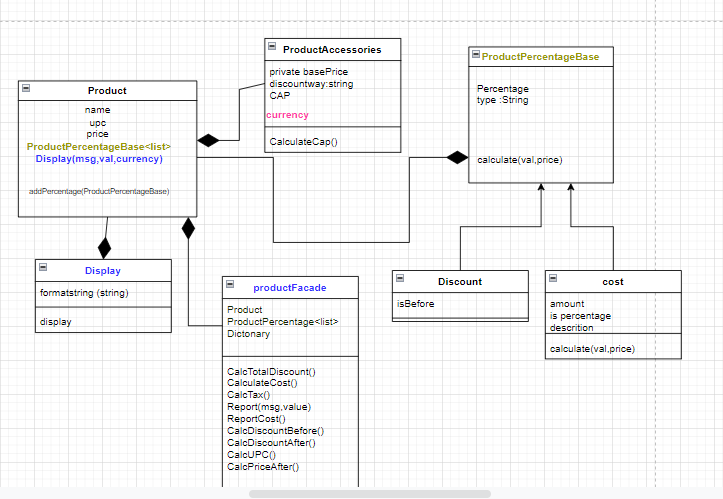 Product
name
upc
price
ProductPercentageBase<list>
Display(msg,val,currency)
addPercentage(ProductPercentageBase)
ProductAccessories
private basePrice
discountway:string
CAP
currency
CalculateCap()
ProductPercentageBase
Percentage
type :String
calculate(val,price)
Display
formatstring (string)
display
productFacade
Product
ProductPercentage<list>
Dictonary
CalcTotalDiscount()
CalculateCost()
CalcTax()
Report(msg,value)
ReportCost()
CalcDiscountBefore()
CalcDiscountAfter()
CalcUPC()
CalcPriceAfter()
Discount
isBefore
cost
amount
is percentage
descrition
calculate(val,price)